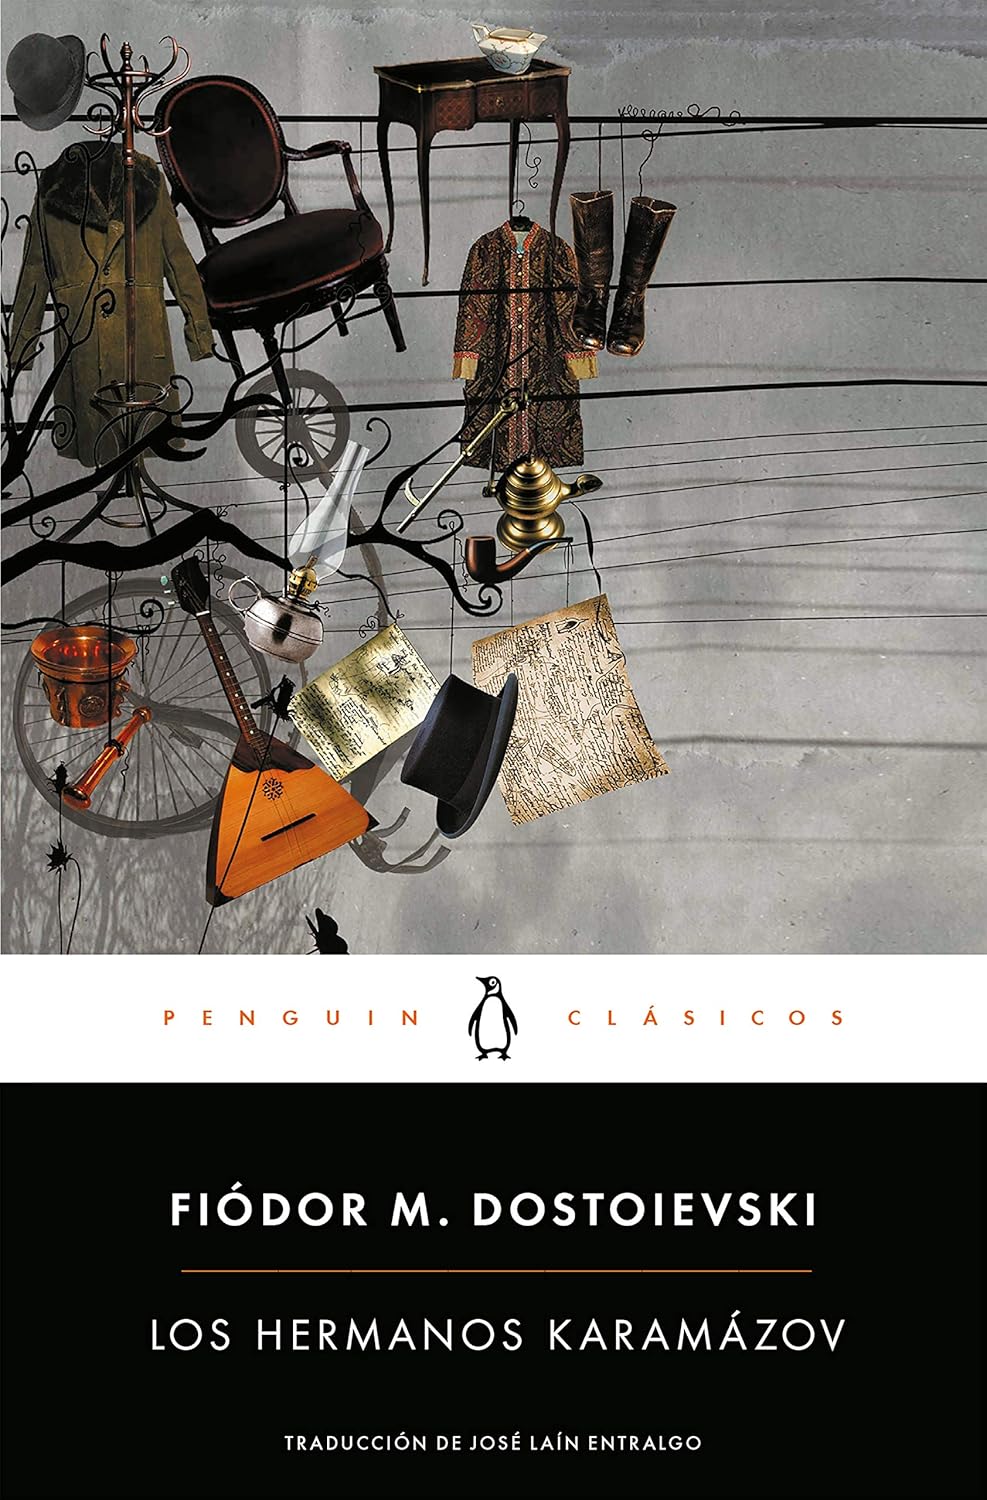 PENGUIN CLÁSICOS
FIÓDOR M. DOSTOIEVSKI
LOS HERMANOS KARAMÁZOV
TRADUCCIÓN DE JOSÉ LAÍN ENTRALGO